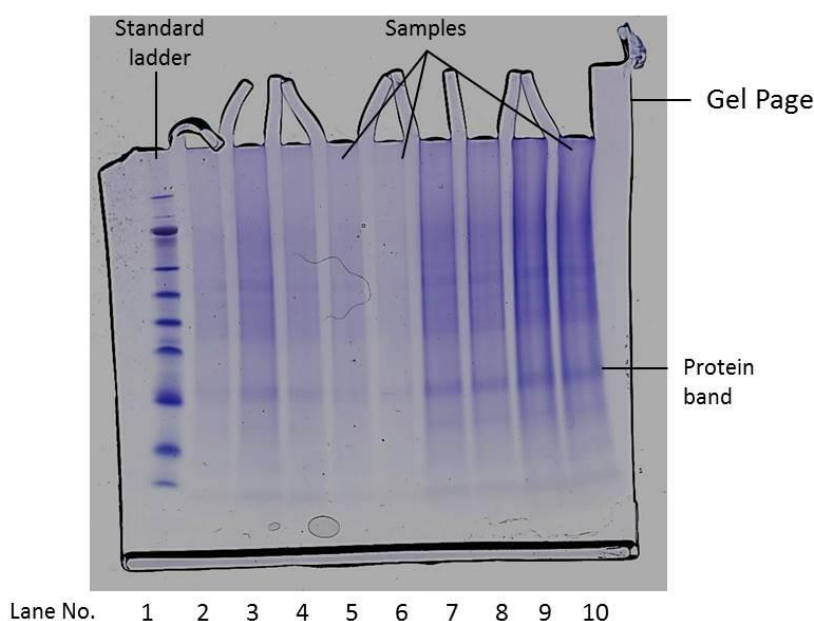 Standard
ladder
Samples
Gel Page
Protein
band
Lane No. 1 2 3 4 5 6 7 8 9 10